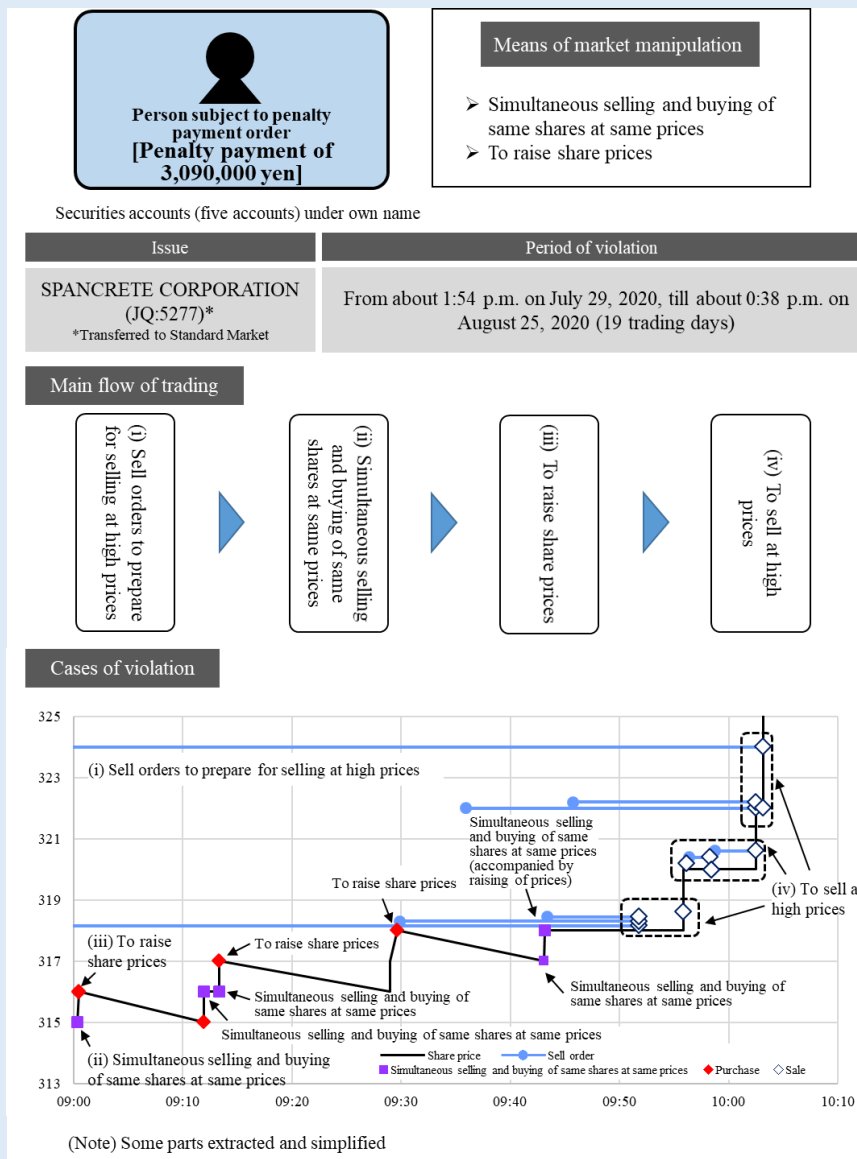 Person subject to penalty
payment order
[Penalty payment of
3,090,000 yen]
Means of market manipulation
➢ Simultaneous selling and buying of
same shares at same prices
➢ To raise share prices
Securities accounts (five accounts) under own name
Issue
Period of violation
SPANCRETE CORPORATION
(JQ:5277)*
*Transferred to Standard Market
From about 1:54 p.m. on July 29, 2020, till about 0:38 p.m. on
August 25, 2020 (19 trading days)
Main flow of trading
(i) Sell orders to prepare
for selling at high prices
(ii) Simultaneous selling
and buying of same
shares at same prices
(iii) To raise share prices
(iv) To sell at high
prices
Cases of violation
325
323
321
319
317
315
313
(i) Sell orders to prepare for selling at high prices
Simultaneous selling
and buying of same
shares at same prices
(accompanied by
raising of prices)
To raise share prices
(iv) To sell a
high prices
(iii) To raise
share prices
To raise share prices
Simultaneous selling and buying of
same shares at same prices
Simultaneous selling and buying of
same shares at same prices
Simultaneous selling and buying of same shares at same prices
(ii) Simultaneous selling and buying
of same shares at same prices
Share price
Sell order
Simultaneous selling and buying of same shares at same prices
Purchase
Sale
09:00
09:10
09:20
09:30
09:40
09:50
10:00
10:10
(Note) Some parts extracted and simplified